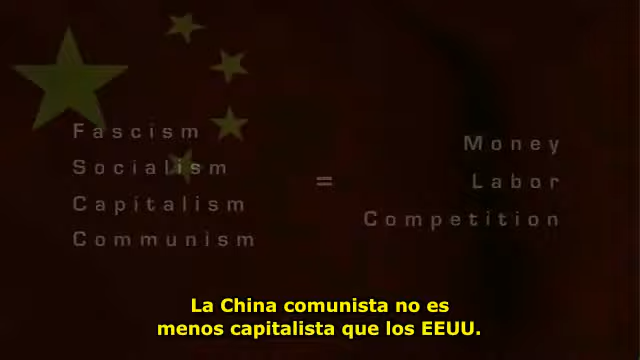 Fascism
Socialism
Capitalism
Communism
=
Money
Labor
Competition
La China comunista no es
menos capitalista que los EEUU.